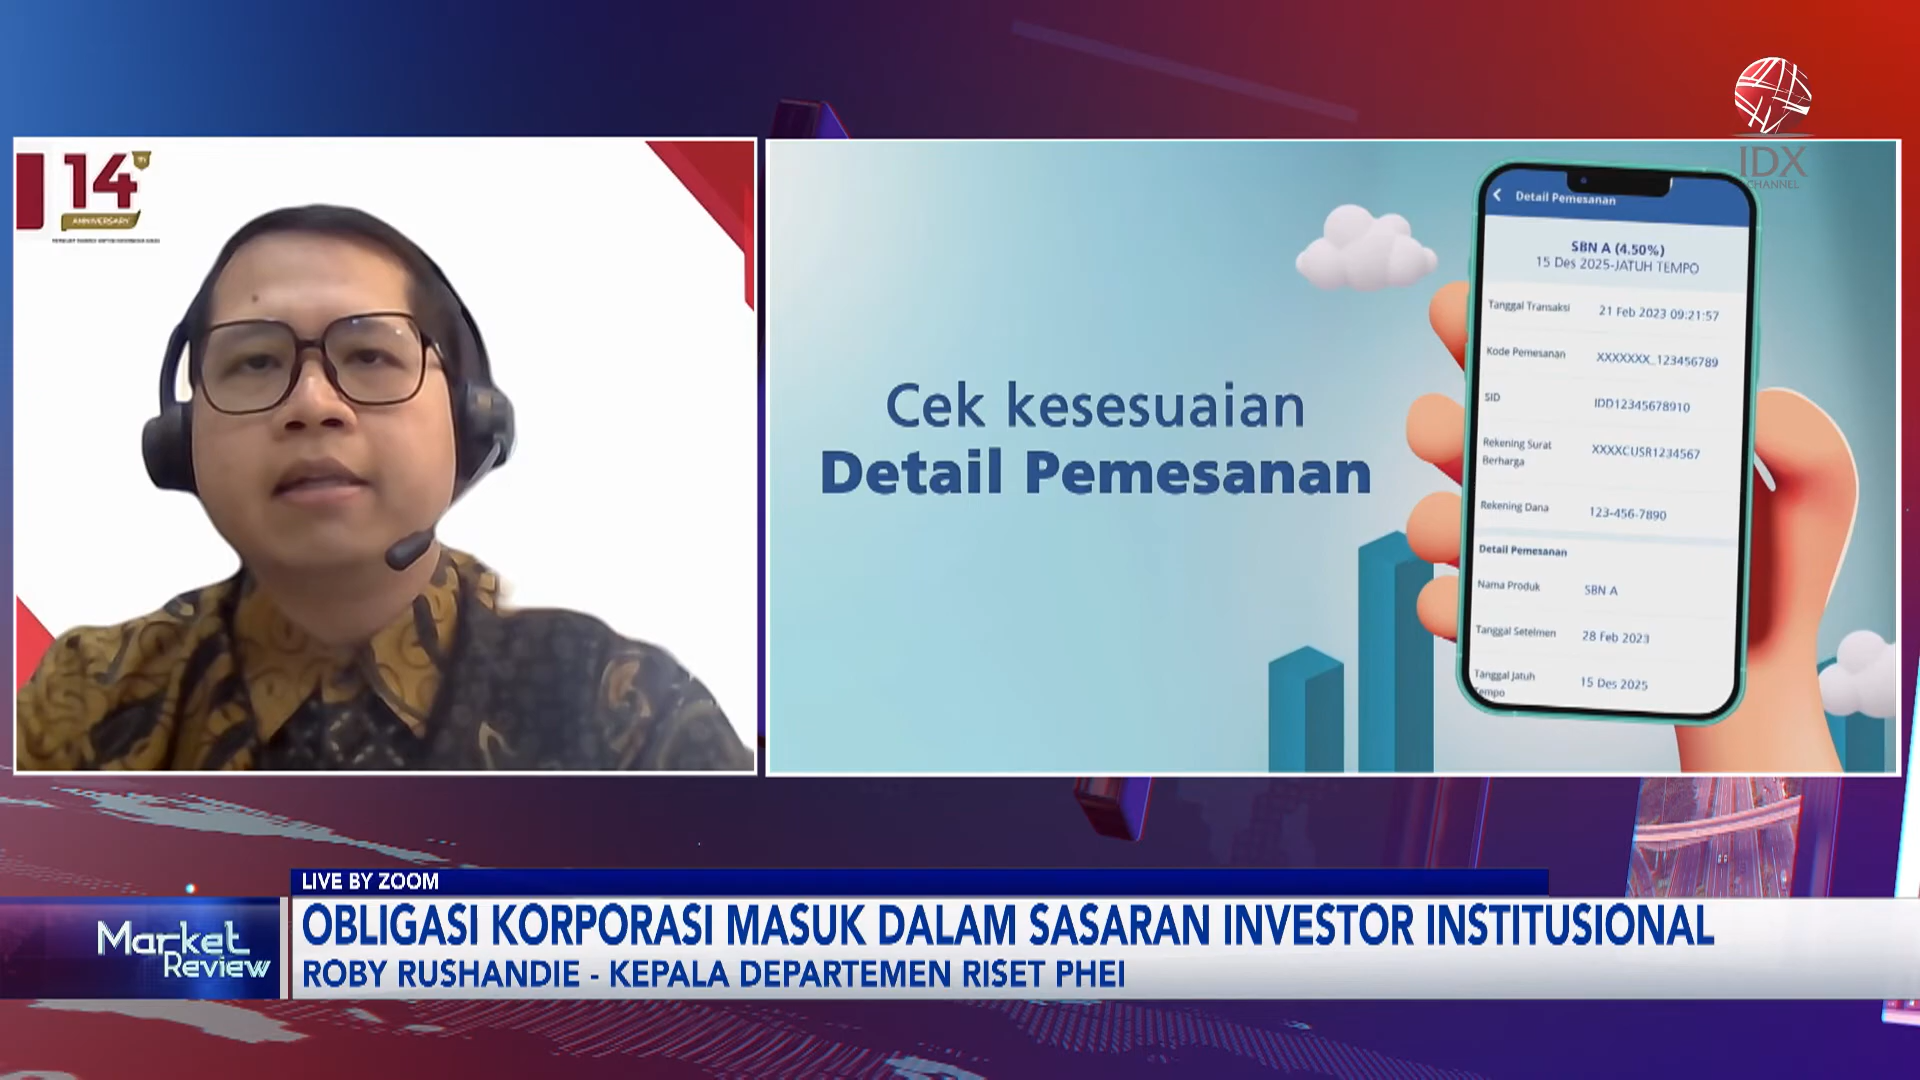 14
TH
ANNIVERSARY
IDX
CHANNEL
Cek kesesuaian
Detail Pemesanan
Detail Pemesanan
SBN A (4.50%)
15 Des 2025-JATUH TEMPO
Tanggal Transaksi 21 Feb 2023 09:21:57
Kode Pemesanan XXXXXXX_123456789
SID IDD12345678910
Rekening Surat Berharga XXXXCUSR1234567
Rekening Dana 123-456-7890
Detail Pemesanan
Nama Produk SBN A
Tanggal Setelmen 28 Feb 2023
Tanggal Jatuh Tempo 15 Des 2025
LIVE BY ZOOM
Market
Review
OBLIGASI KORPORASI MASUK DALAM SASARAN INVESTOR INSTITUSIONAL
ROBY RUSHANDIE - KEPALA DEPARTEMEN RISET PHEI